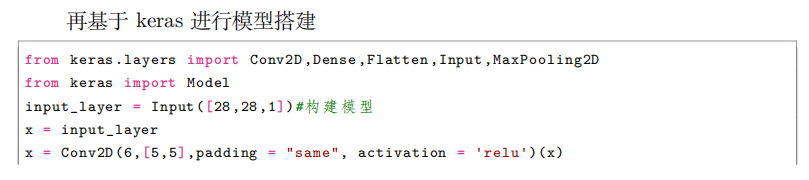 再基于 keras 进行模型搭建
from keras.layers import Conv2D,Dense,Flatten,Input,MaxPooling2D
from keras import Model
input_layer = Input([28,28,1])#构建模型
x = input_layer
x = Conv2D(6,[5,5],padding = "same", activation = 'relu')(x)